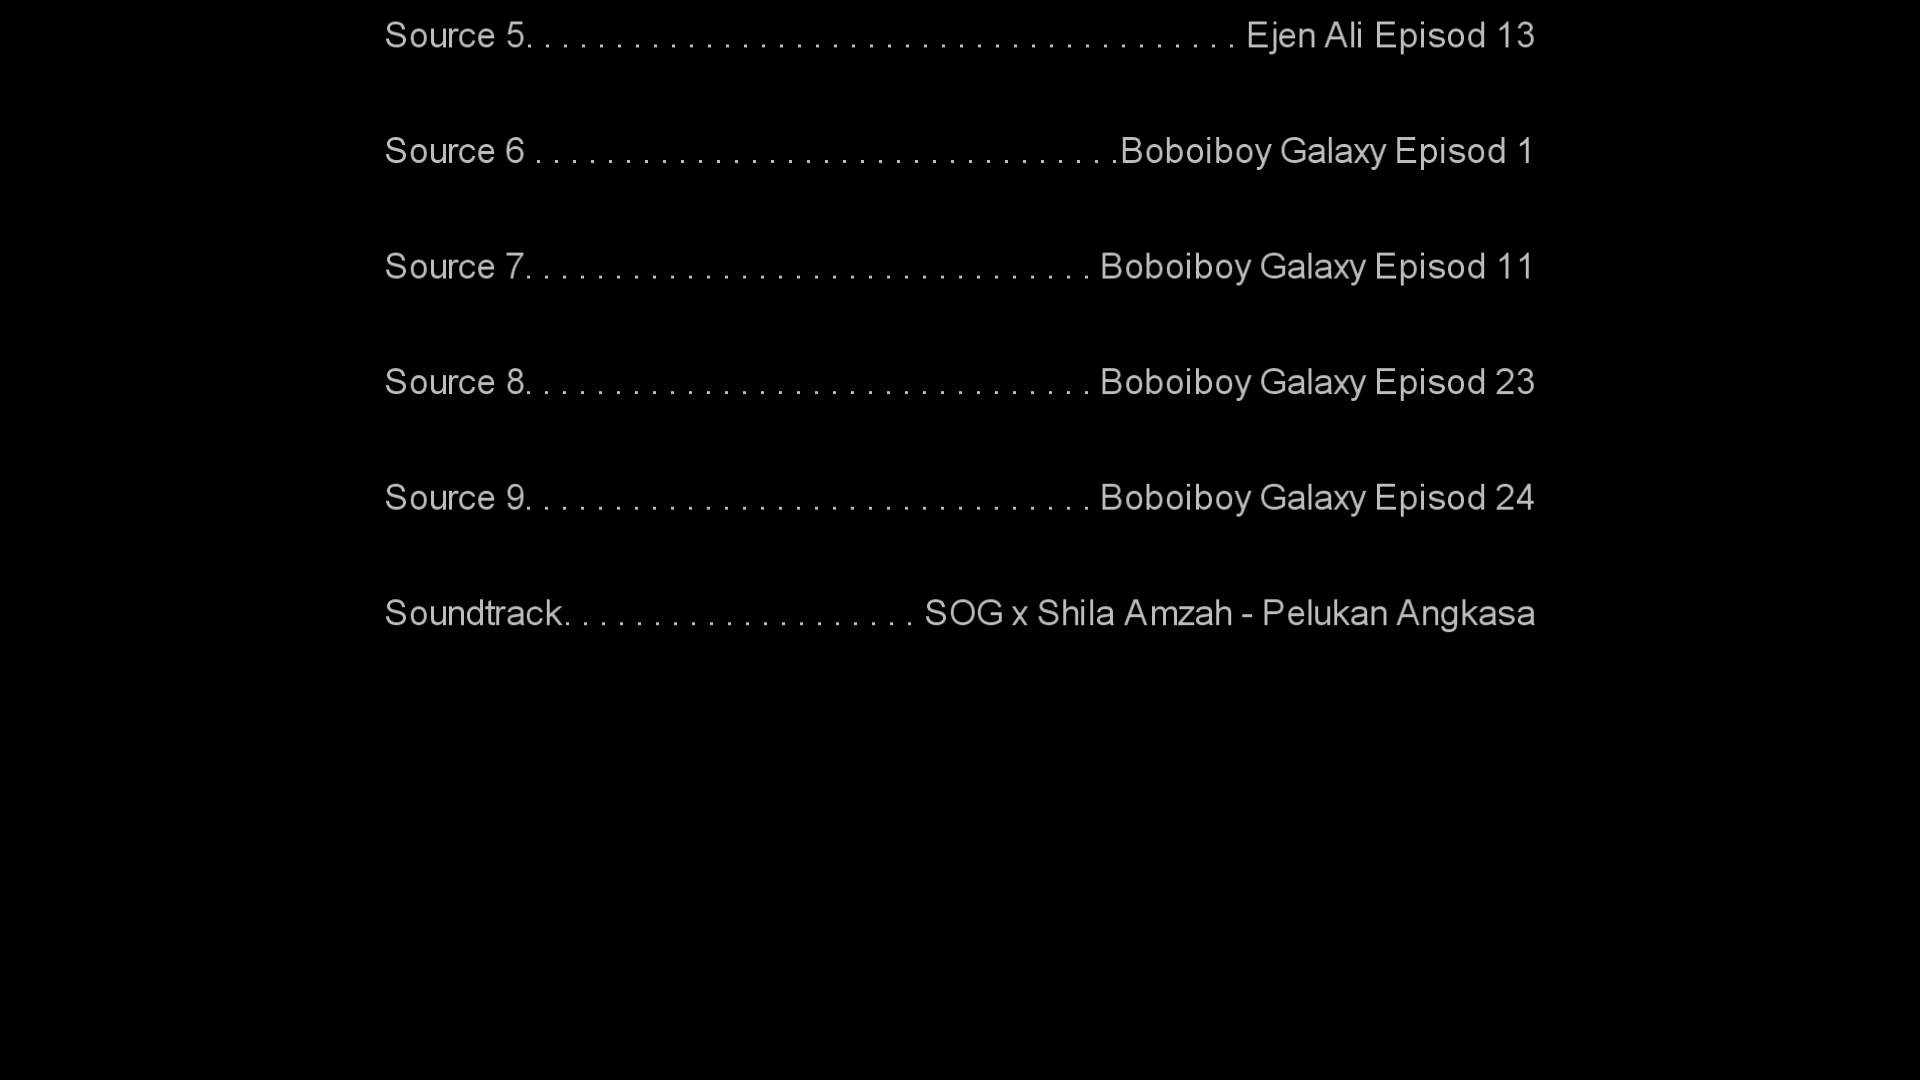 Source 5. . . . . . . . . . . . . . . . . . . . . . . . . . . . . . . . . . . . . . . . Ejen Ali Episod 13
Source 6 . . . . . . . . . . . . . . . . . . . . . . . . . . . . . . . . .Boboiboy Galaxy Episod 1
Source 7. . . . . . . . . . . . . . . . . . . . . . . . . . . . . . . . Boboiboy Galaxy Episod 11
Source 8. . . . . . . . . . . . . . . . . . . . . . . . . . . . . . . . Boboiboy Galaxy Episod 23
Source 9. . . . . . . . . . . . . . . . . . . . . . . . . . . . . . . . Boboiboy Galaxy Episod 24
Soundtrack. . . . . . . . . . . . . . . . . . . . SOG x Shila Amzah - Pelukan Angkasa